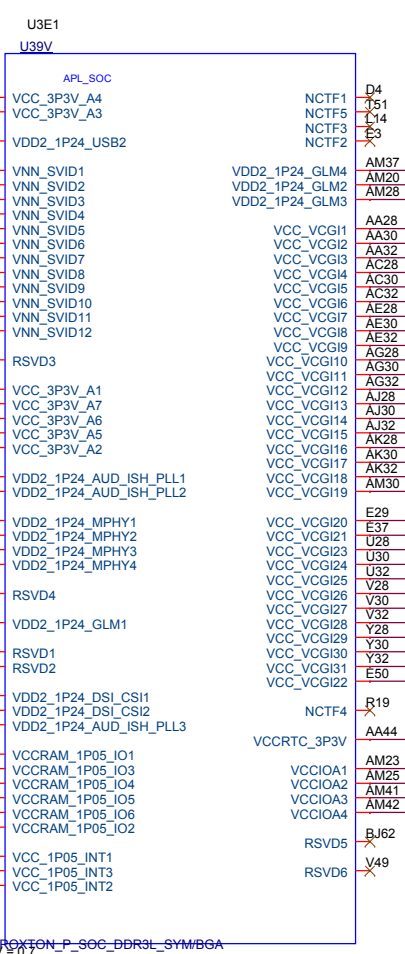 U3E1
U39V
APL_SOC
VCC_3P3V_A4
VCC_3P3V_A3
VDD2_1P24_USB2
VNN_SVID1
VNN_SVID2
VNN_SVID3
VNN_SVID4
VNN_SVID5
VNN_SVID6
VNN_SVID7
VNN_SVID8
VNN_SVID9
VNN_SVID10
VNN_SVID11
VNN_SVID12
RSVD3
VCC_3P3V_A1
VCC_3P3V_A7
VCC_3P3V_A6
VCC_3P3V_A5
VCC_3P3V_A2
VDD2_1P24_AUD_ISH_PLL1
VDD2_1P24_AUD_ISH_PLL2
VDD2_1P24_MPHY1
VDD2_1P24_MPHY2
VDD2_1P24_MPHY3
VDD2_1P24_MPHY4
RSVD4
VDD2_1P24_GLM1
RSVD1
RSVD2
VDD2_1P24_DSI_CSI1
VDD2_1P24_DSI_CSI2
VDD2_1P24_AUD_ISH_PLL3
VCCRAM_1P05_IO1
VCCRAM_1P05_IO3
VCCRAM_1P05_IO4
VCCRAM_1P05_IO5
VCCRAM_1P05_IO6
VCCRAM_1P05_IO2
VCC_1P05_INT1
VCC_1P05_INT3
VCC_1P05_INT2
NCTF1 D4
NCTF5 T51
NCTF3 L14
NCTF2 E3
VDD2_1P24_GLM4 AM37
VDD2_1P24_GLM2 AM20
VDD2_1P24_GLM3 AM28
VCC_VCGI1 AA28
VCC_VCGI2 AA30
VCC_VCGI3 AA32
VCC_VCGI4 AC28
VCC_VCGI5 AC30
VCC_VCGI6 AC32
VCC_VCGI7 AE28
VCC_VCGI8 AE30
VCC_VCGI9 AE32
VCC_VCGI10 AG28
VCC_VCGI11 AG30
VCC_VCGI12 AG32
VCC_VCGI13 AJ28
VCC_VCGI14 AJ30
VCC_VCGI15 AJ32
VCC_VCGI16 AK28
VCC_VCGI17 AK30
VCC_VCGI18 AK32
VCC_VCGI19 AM30
VCC_VCGI20 E29
VCC_VCGI21 E37
VCC_VCGI23 U28
VCC_VCGI24 U30
VCC_VCGI25 U32
VCC_VCGI26 V28
VCC_VCGI27 V30
VCC_VCGI28 V32
VCC_VCGI29 Y28
VCC_VCGI30 Y30
VCC_VCGI31 Y32
VCC_VCGI22 E50
NCTF4 R19
VCCRTC_3P3V AA44
VCCIOA1 AM23
VCCIOA2 AM25
VCCIOA3 AM41
VCCIOA4 AM42
RSVD5 BJ62
RSVD6 V49
ROXTON_P_SOC_DDR3L_SYM/BGA
= 0.7